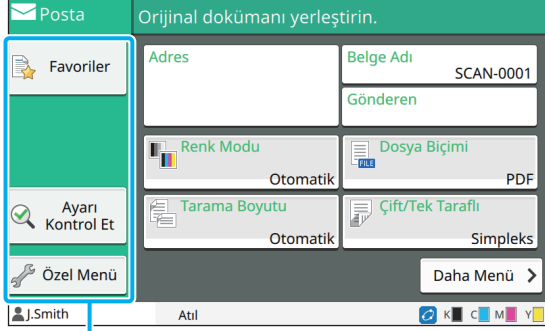 Posta
Orijinal dokümanı yerleştirin.
Favoriler
Ayarı
Kontrol Et
Özel Menü
Adres
Belge Adı
SCAN-0001
Gönderen
Renk Modu
Otomatik
Dosya Biçimi
FILE
PDF
Tarama Boyutu
Otomatik
Çift/Tek Taraflı
Simpleks
Daha Menü
J.Smith
Atıl
K C M Y